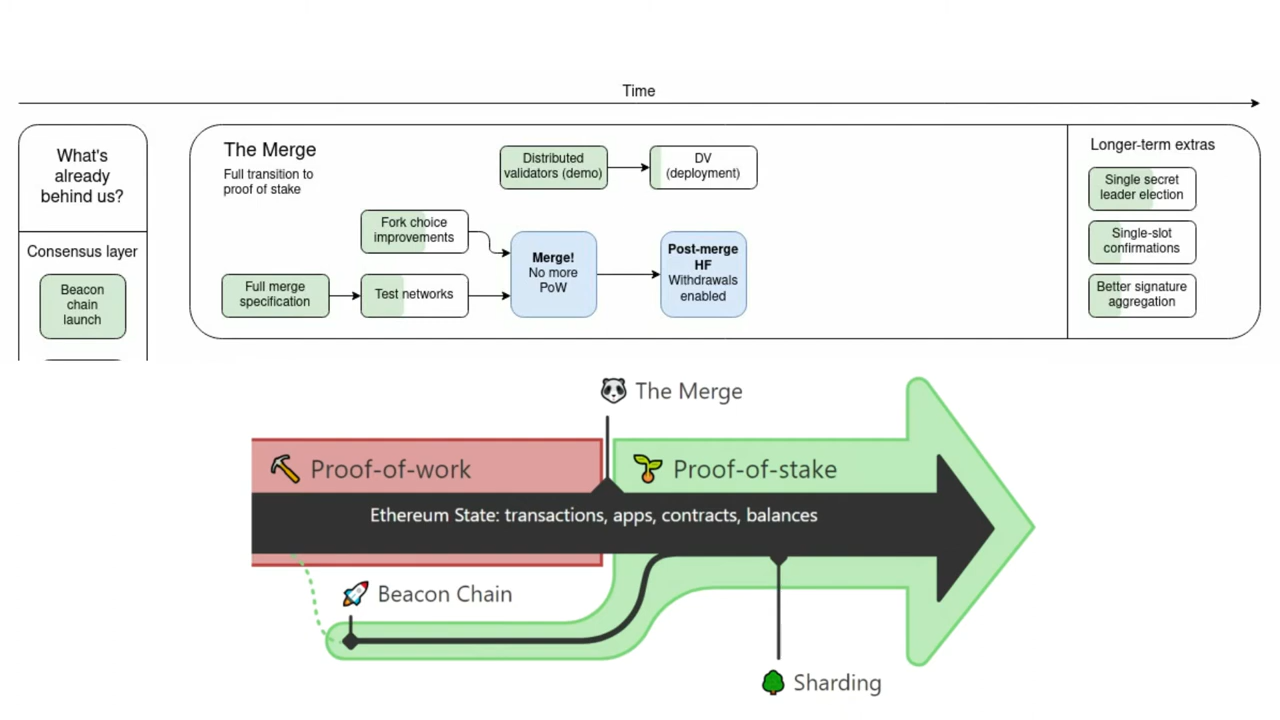 Time
What's
already
behind us?
Consensus layer
Beacon
chain
launch
The Merge
Full transition to
proof of stake
Distributed
validators (demo)
DV
(deployment)
Fork choice
improvements
Full merge
specification
Test networks
Merge!
No more
PoW
Post-merge
HF
Withdrawals
enabled
Longer-term extras
Single secret
leader election
Single-slot
confirmations
Better signature
aggregation
The Merge
Proof-of-work
Proof-of-stake
Ethereum State: transactions, apps, contracts, balances
Beacon Chain
Sharding